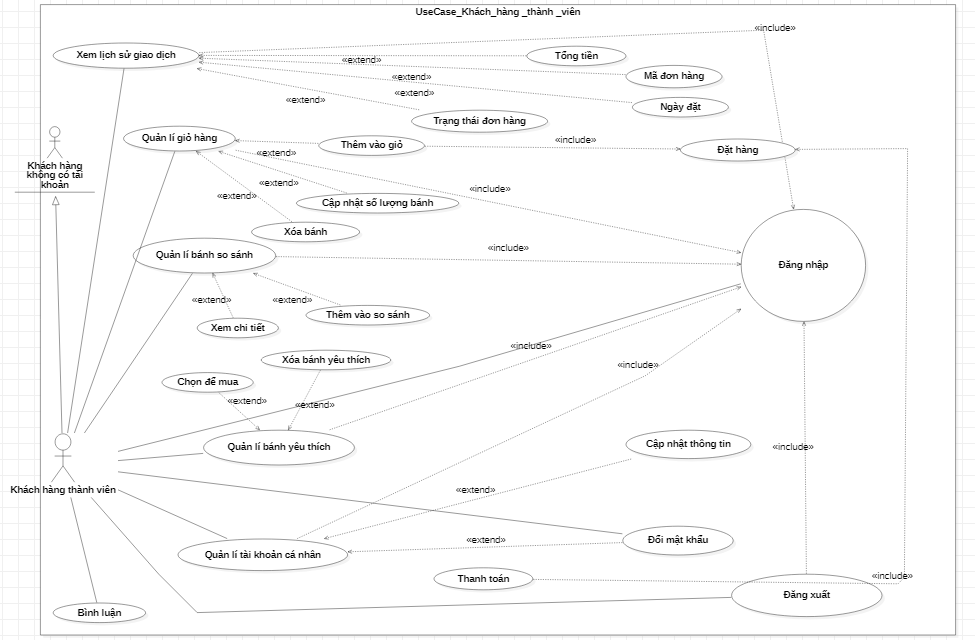 UseCase_Khách_hàng _thành _viên
«include»
Xem lịch sử giao dịch
Tổng tiền
«extend»
Mã đơn hàng
«extend»
«extend»
«extend»
Ngày đặt
Trạng thái đơn hàng
Quản lí giỏ hàng
Thêm vào giỏ
«include»
Đặt hàng
«extend»
Khách hàng
không có tài
khoản
«extend»
«include»
«extend»
Cập nhật số lượng bánh
Xóa bánh
Quản lí bánh so sánh
«include»
Đăng nhập
«extend»
«extend»
Thêm vào so sánh
Xem chi tiết
«include»
Xóa bánh yêu thích
«include»
Chọn để mua
«extend»
«extend»
Quản lí bánh yêu thích
Cập nhật thông tin
«include»
Khách hàng thành viên
«extend»
«extend»
Đổi mật khẩu
Quản lí tài khoản cá nhân
Thanh toán
«include»
Đăng xuất
Bình luận